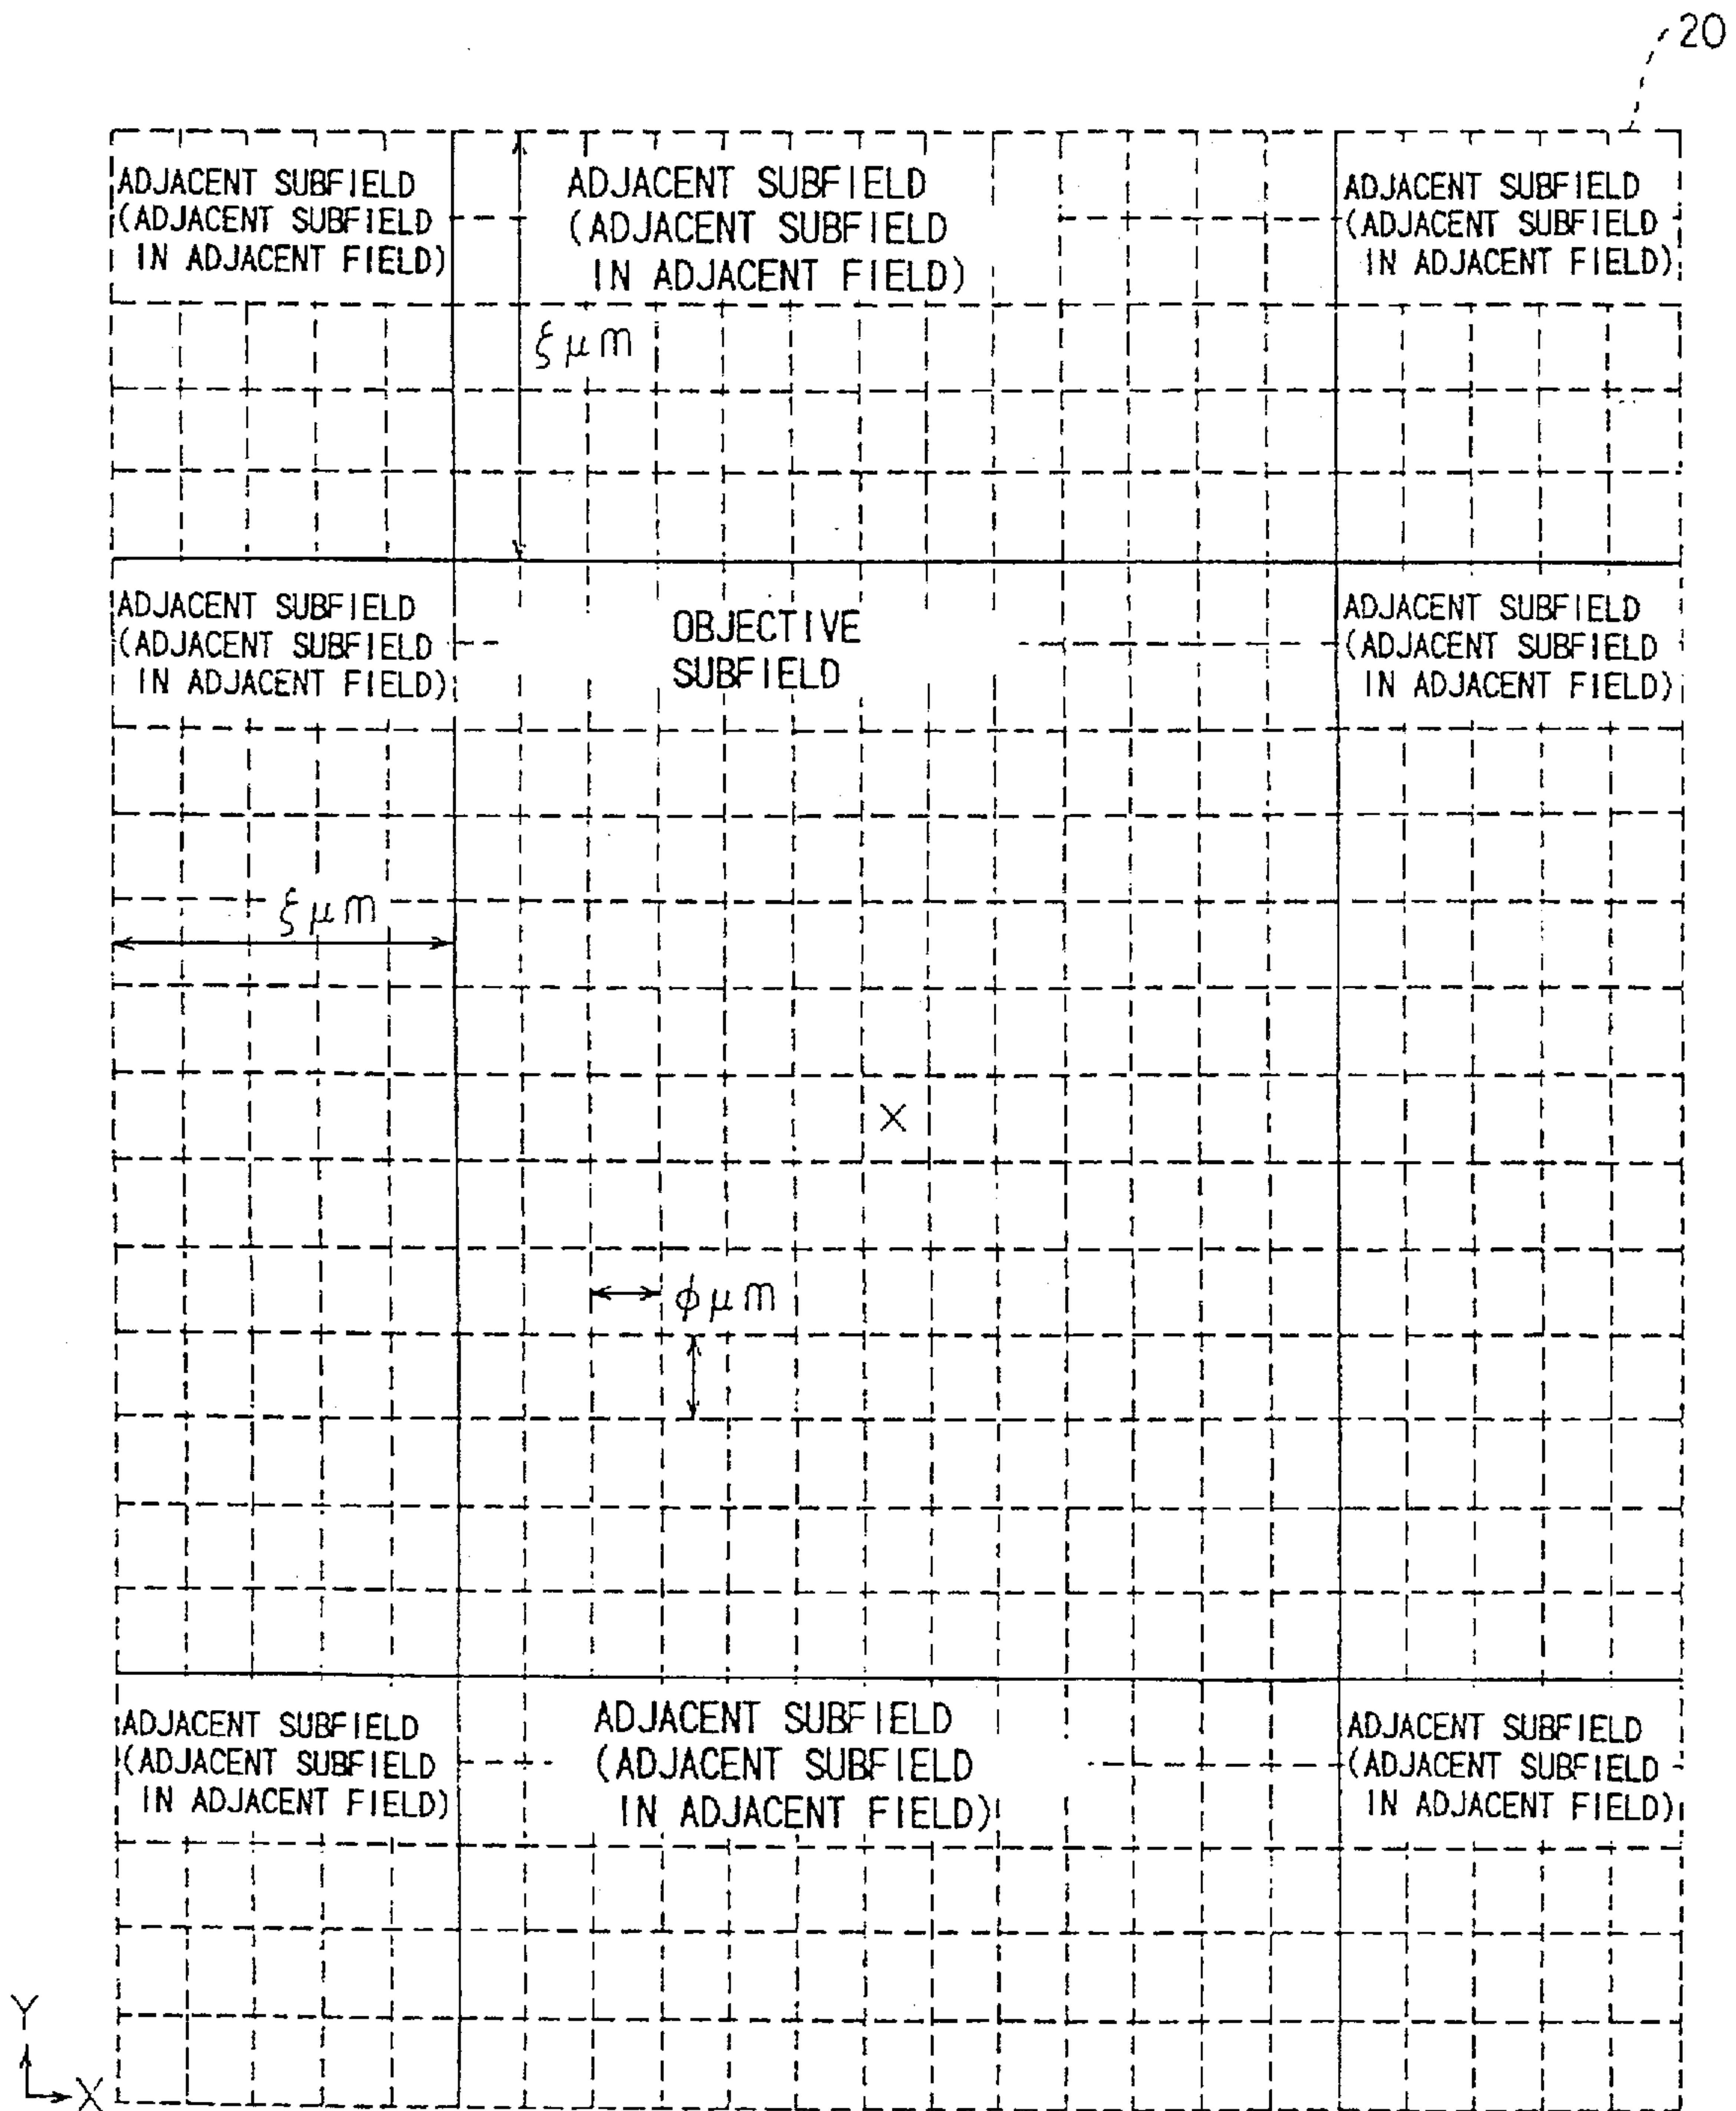 20
ADJACENT SUBFIELD
(ADJACENT SUBFIELD
IN ADJACENT FIELD)
ADJACENT SUBFIELD
(ADJACENT SUBFIELD
IN ADJACENT FIELD)
ADJACENT SUBFIELD
(ADJACENT SUBFIELD
IN ADJACENT FIELD)
ξμm
ADJACENT SUBFIELD
(ADJACENT SUBFIELD
IN ADJACENT FIELD)
OBJECTIVE
SUBFIELD
ADJACENT SUBFIELD
(ADJACENT SUBFIELD
IN ADJACENT FIELD)
ξμm
X
φμm
ADJACENT SUBFIELD
(ADJACENT SUBFIELD
IN ADJACENT FIELD)
ADJACENT SUBFIELD
(ADJACENT SUBFIELD
IN ADJACENT FIELD)
ADJACENT SUBFIELD
(ADJACENT SUBFIELD
IN ADJACENT FIELD)
Y
X